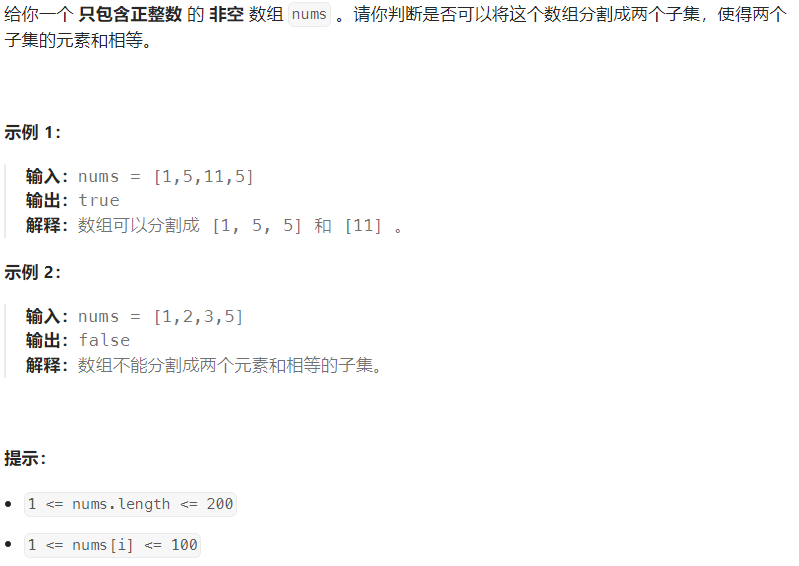 给你一个 只包含正整数 的 非空 数组 nums 。请你判断是否可以将这个数组分割成两个子集，使得两个
子集的元素和相等。
示例 1：
输入：nums = [1,5,11,5]
输出：true
解释：数组可以分割成 [1, 5, 5] 和 [11] 。
示例 2：
输入：nums = [1,2,3,5]
输出：false
解释：数组不能分割成两个元素和相等的子集。
提示：
• 1 <= nums.length <= 200
• 1 <= nums[i] <= 100